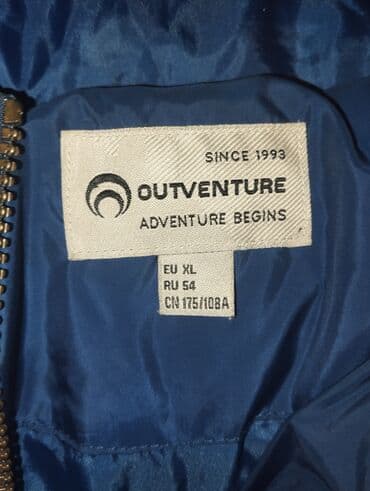 SINCE 1993
OUTVENTURE
ADVENTURE BEGINS
EU XL
RU 54
CN 175/108A